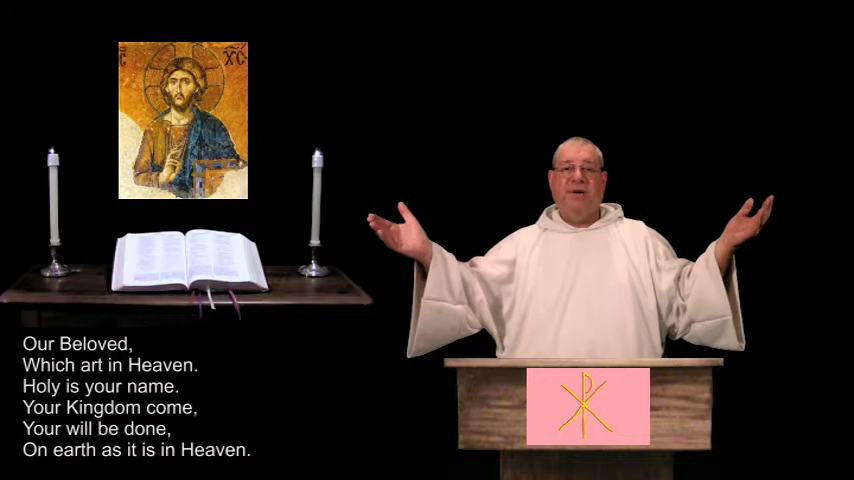 XC
Our Beloved,
Which art in Heaven.
Holy is your name.
Your Kingdom come,
Your will be done,
On earth as it is in Heaven.